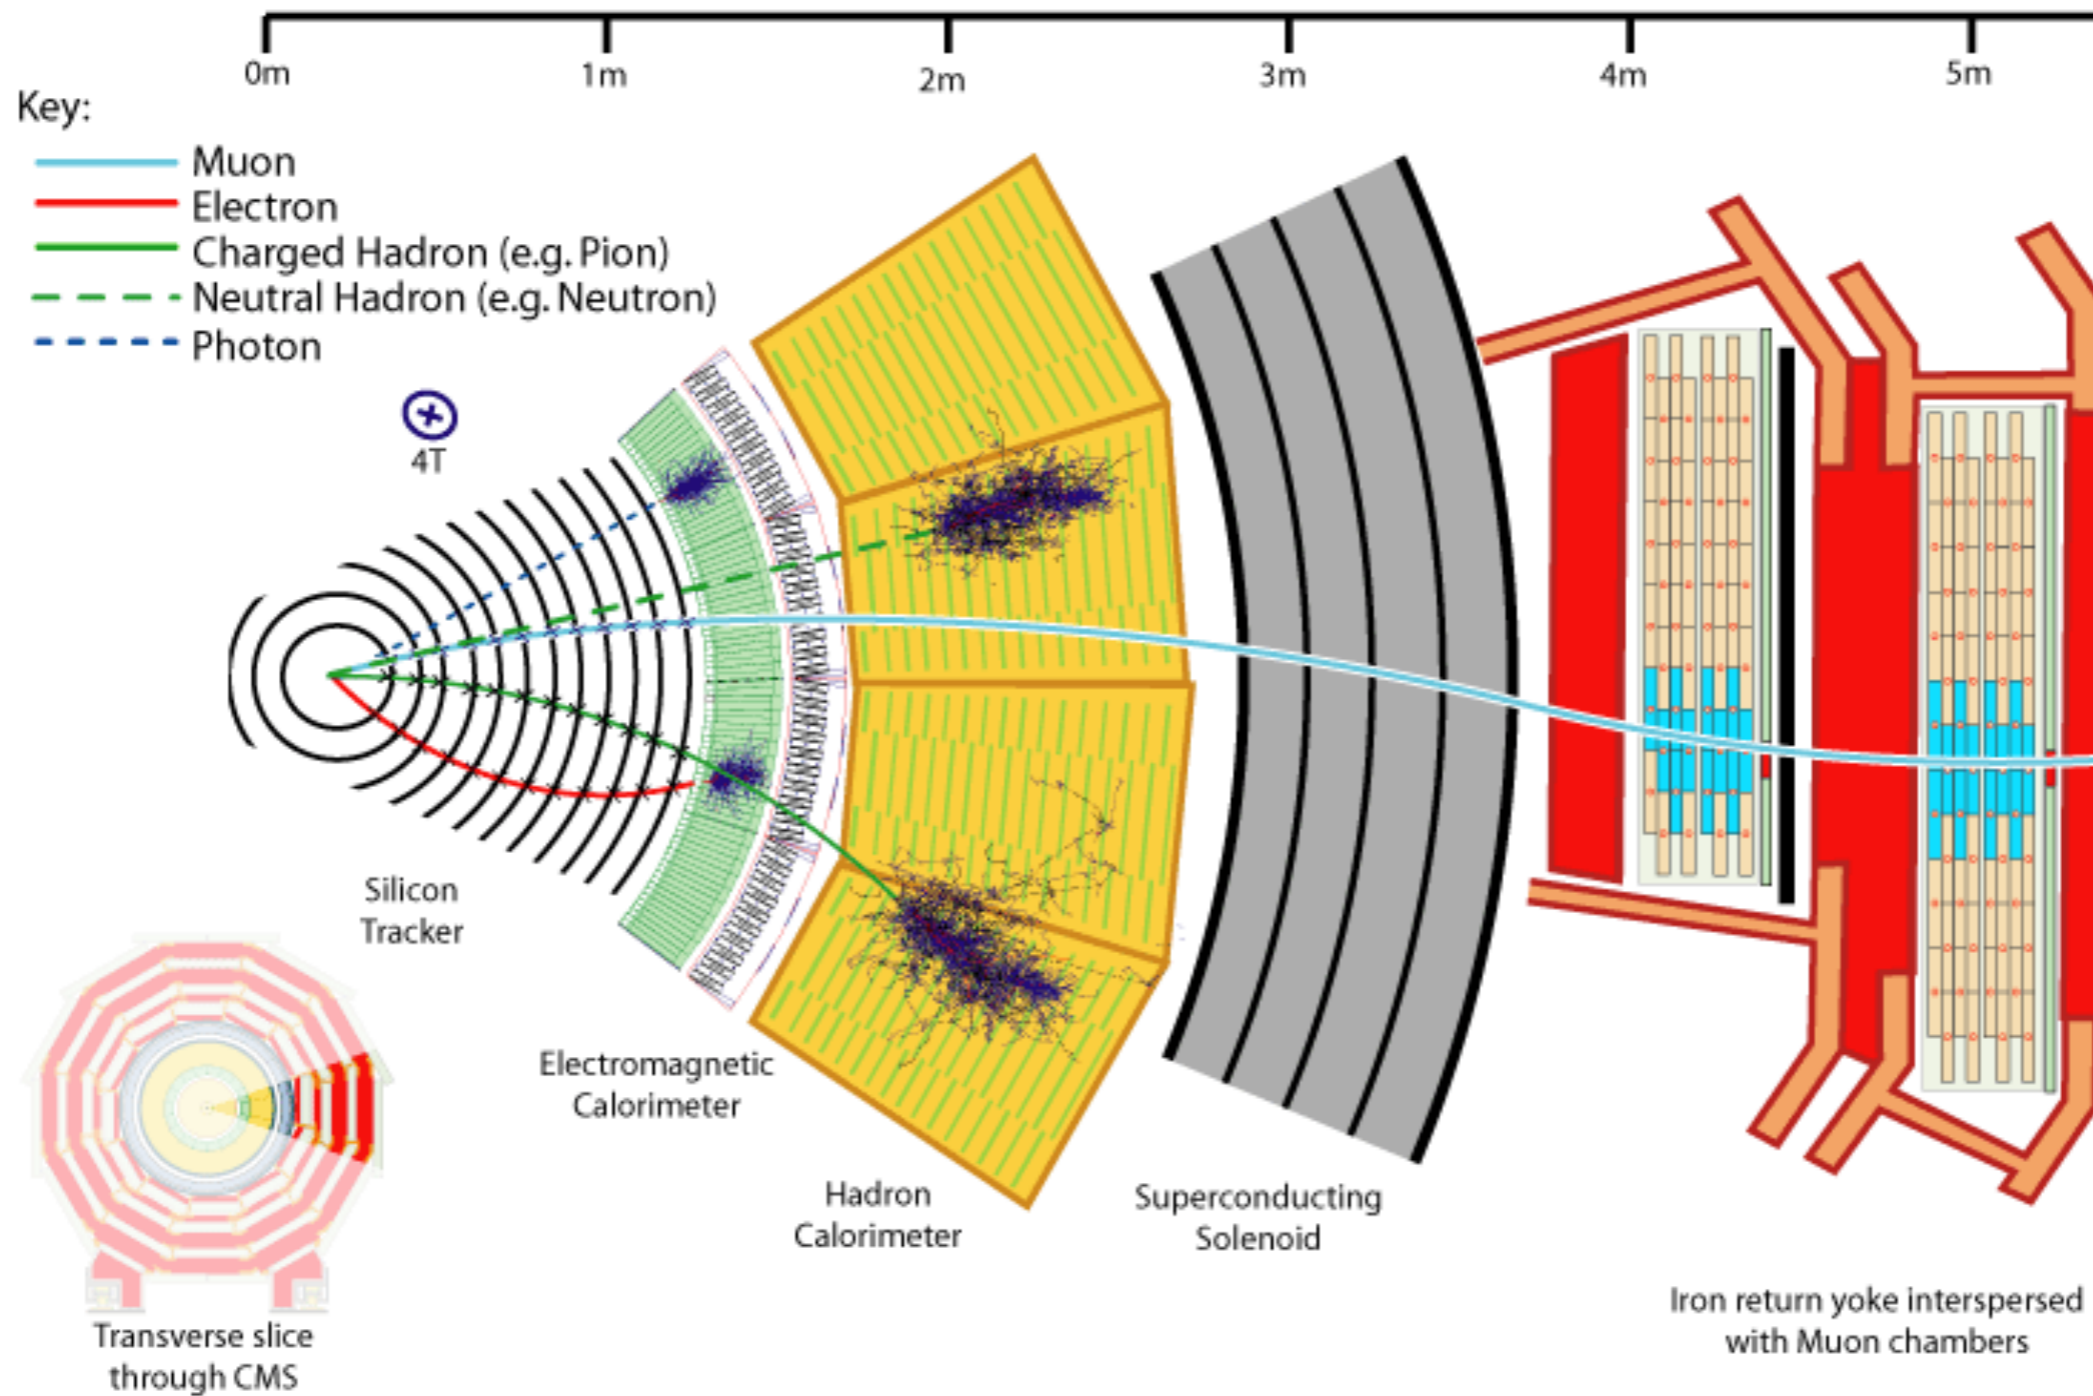 0m 1m 2m 3m 4m 5m
Key:
Muon
Electron
Charged Hadron (e.g. Pion)
Neutral Hadron (e.g. Neutron)
Photon
4T
Silicon
Tracker
Electromagnetic
Calorimeter
Hadron
Calorimeter
Superconducting
Solenoid
Iron return yoke interspersed
with Muon chambers
Transverse slice
through CMS